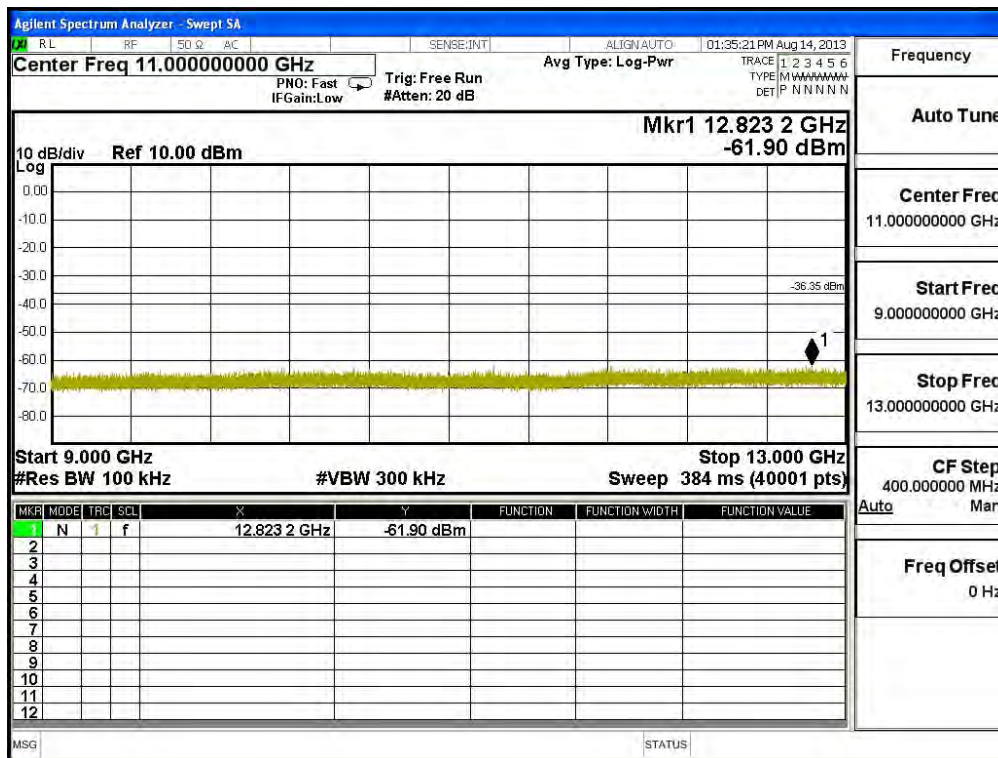 Agilent Spectrum Analyzer - Swept SA
RL RF 50 Ω AC SENSE:INT ALIGNAUTO 01:35:21 PM Aug 14, 2013
Center Freq 11.000000000 GHz
PNO: Fast
IFGain:Low
Trig: Free Run
#Atten: 20 dB
Avg Type: Log-Pwr
TRACE 1 2 3 4 5 6
TYPE M WWWWW
DET P N N N N N
Mkr1 12.823 2 GHz
-61.90 dBm
10 dB/div Ref 10.00 dBm
Log
0.00
-10.0
-20.0
-30.0
-36.35 dBm
-40.0
-50.0
1
-60.0
-70.0
-80.0
Start 9.000 GHz Stop 13.000 GHz
#Res BW 100 kHz #VBW 300 kHz Sweep 384 ms (40001 pts)
MKR MODE TRC SCL X Y FUNCTION FUNCTION WIDTH FUNCTION VALUE
1 N 1 f 12.823 2 GHz -61.90 dBm
2
3
4
5
6
7
8
9
10
11
12
MSG STATUS
Frequency
Auto Tune
Center Freq
11.000000000 GHz
Start Freq
9.000000000 GHz
Stop Freq
13.000000000 GHz
CF Step
400.000000 MHz
Auto Man
Freq Offset
0 Hz